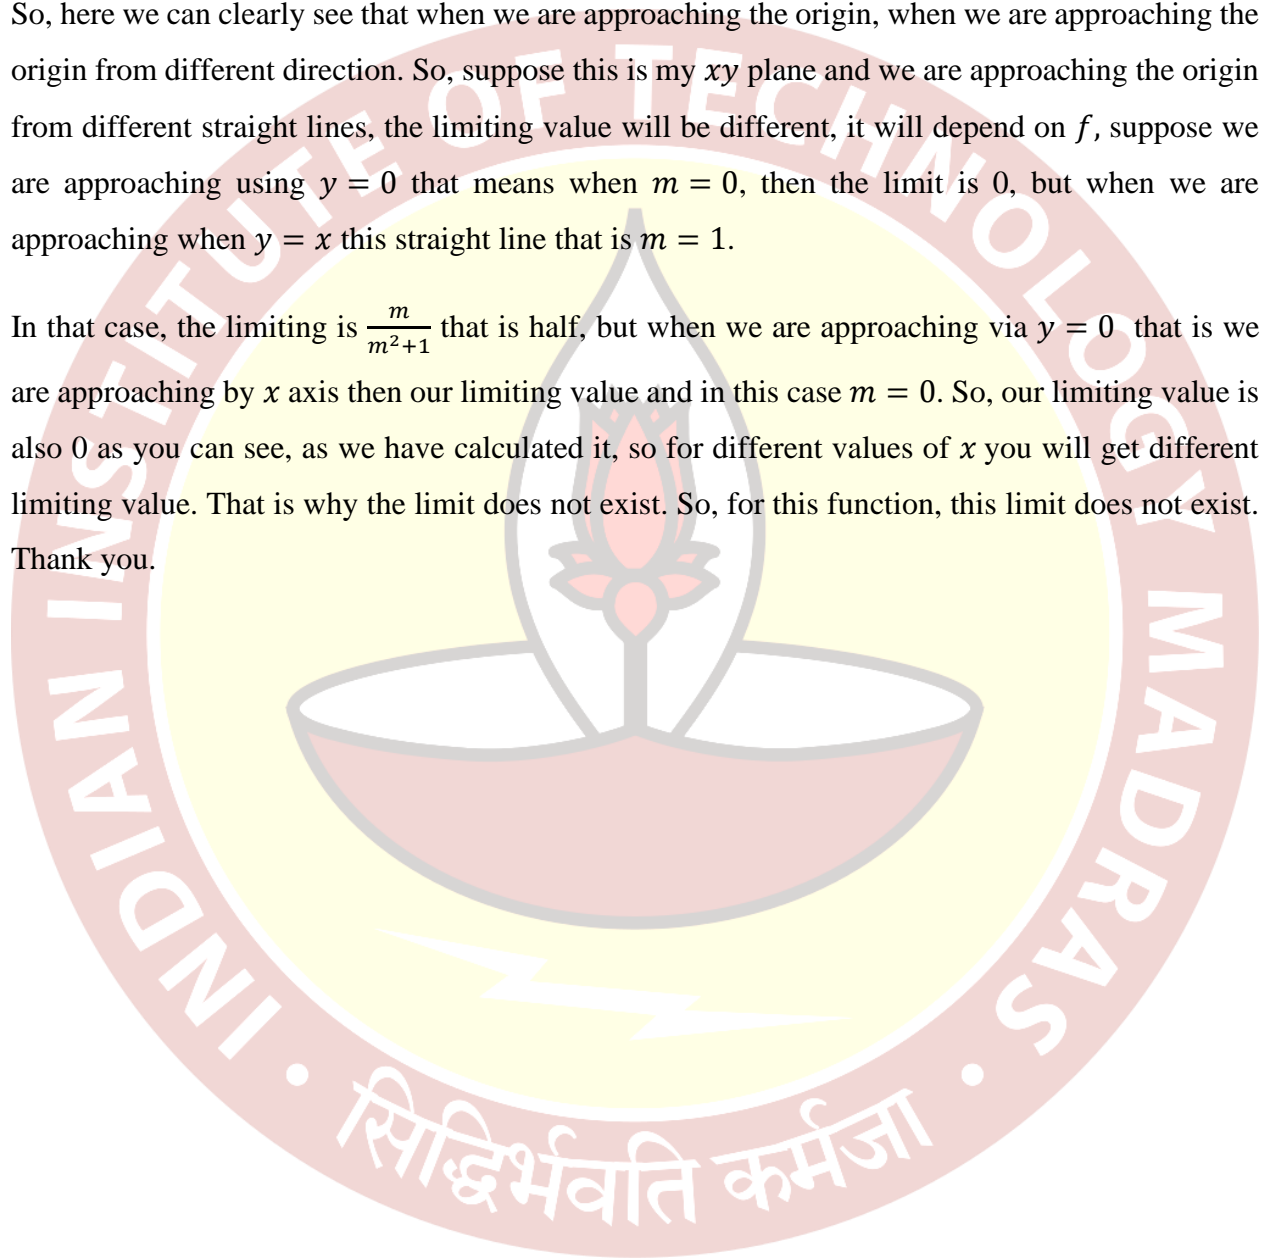 So, here we can clearly see that when we are approaching the origin, when we are approaching the
origin from different direction. So, suppose this is my xy plane and we are approaching the origin
from different straight lines, the limiting value will be different, it will depend on f, suppose we
are approaching using y = 0 that means when m = 0, then the limit is 0, but when we are
approaching when y = x this straight line that is m = 1.
In that case, the limiting is m/(m²+1) that is half, but when we are approaching via y = 0 that is we
are approaching by x axis then our limiting value and in this case m = 0. So, our limiting value is
also 0 as you can see, as we have calculated it, so for different values of x you will get different
limiting value. That is why the limit does not exist. So, for this function, this limit does not exist.
Thank you.
INDIAN INSTITUTE OF TECHNOLOGY MADRAS
सिद्धिर्भवति कर्मजा